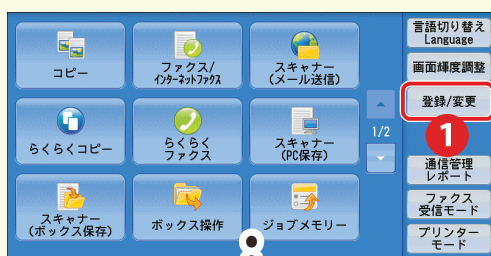 コピー
ファクス/
インターネットファクス
スキャナー
(メール送信)
らくらくコピー
らくらく
ファクス
スキャナー
(PC保存)
スキャナー
(ボックス保存)
ボックス操作
ジョブメモリー
1/2
言語切り替え
Language
画面輝度調整
登録/変更
1
通信管理
レポート
ファクス
受信モード
プリンター
モード